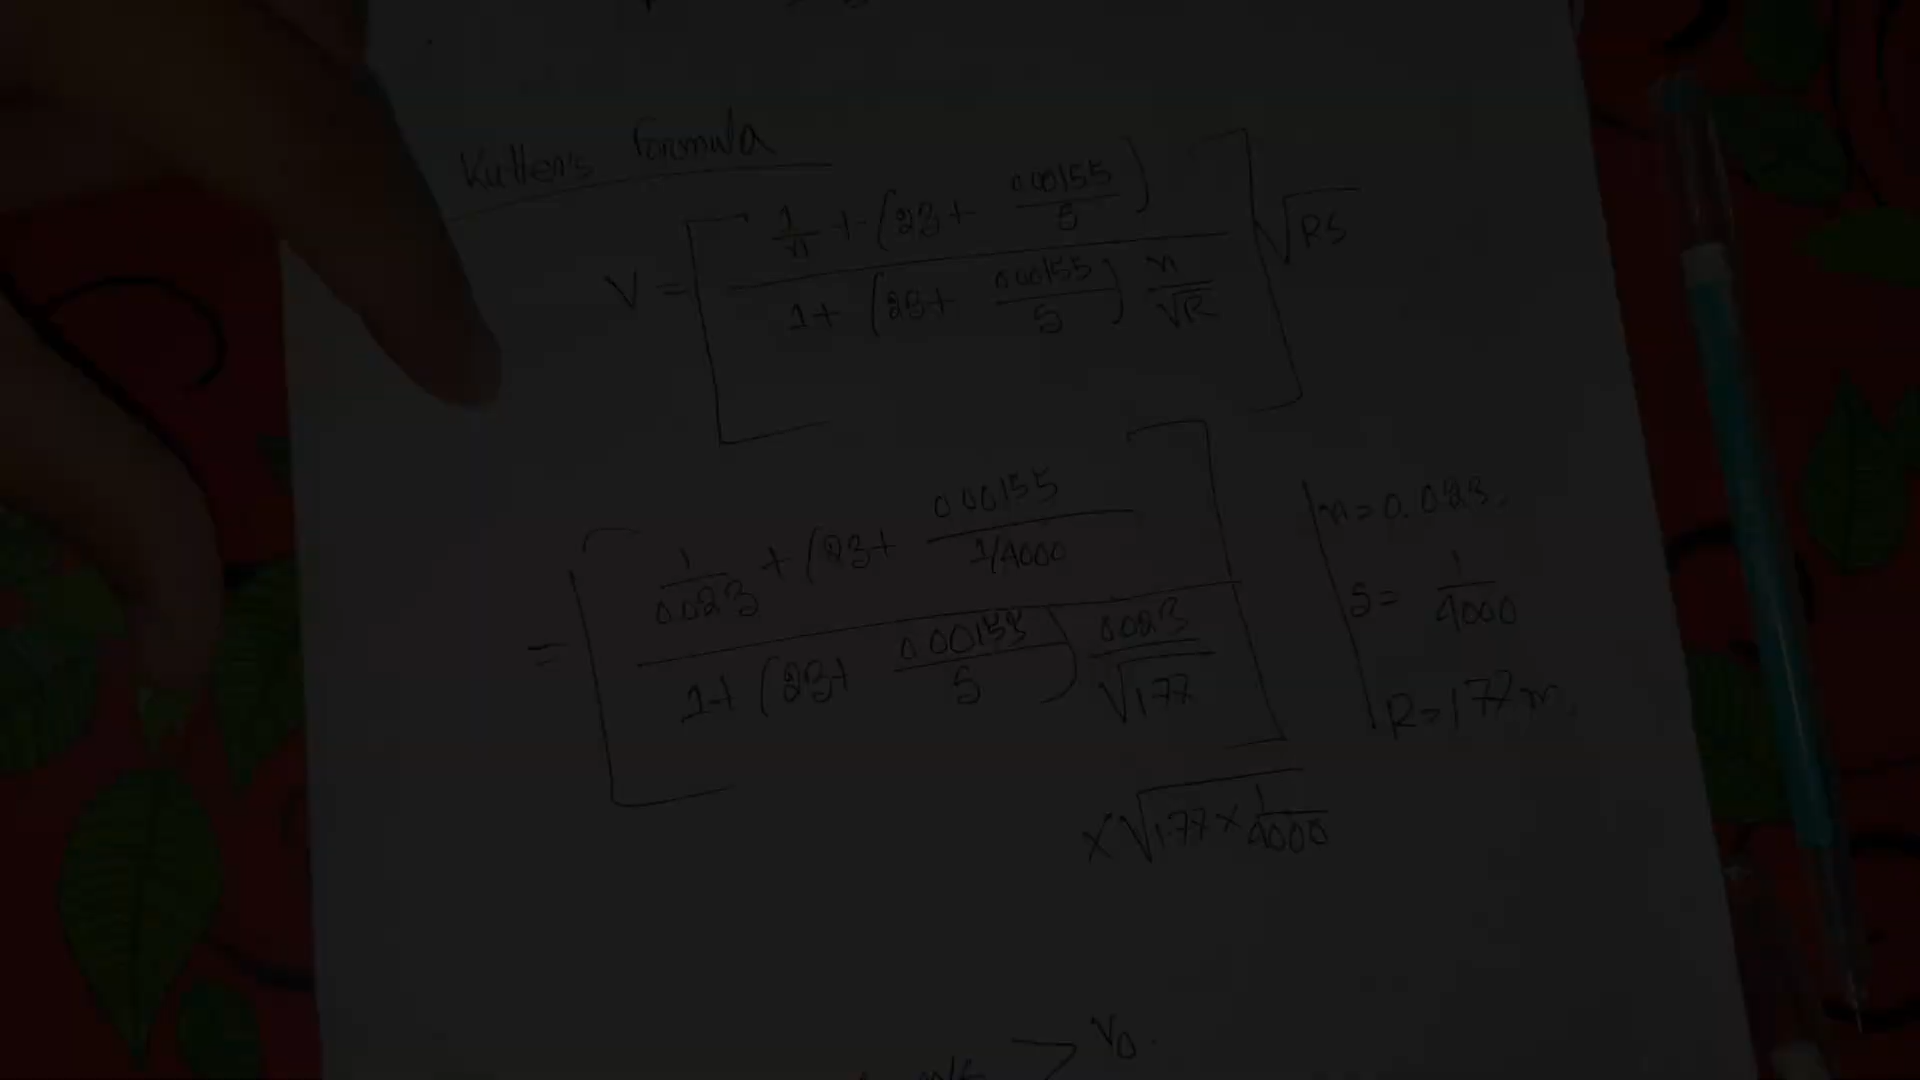 Kutter's formula
V = [ (1/n + (23 + 0.00155/S)) / (1 + (23 + 0.00155/S) n/√R) ] √RS
= [ (1/0.023 + (23 + 0.00155 / 1/4000)) / (1 + (23 + 0.00155/S) 0.023/√1.77) ]
× √1.77 × 1/4000
n = 0.023.
S = 1/4000
R = 1.77 m.
> V0